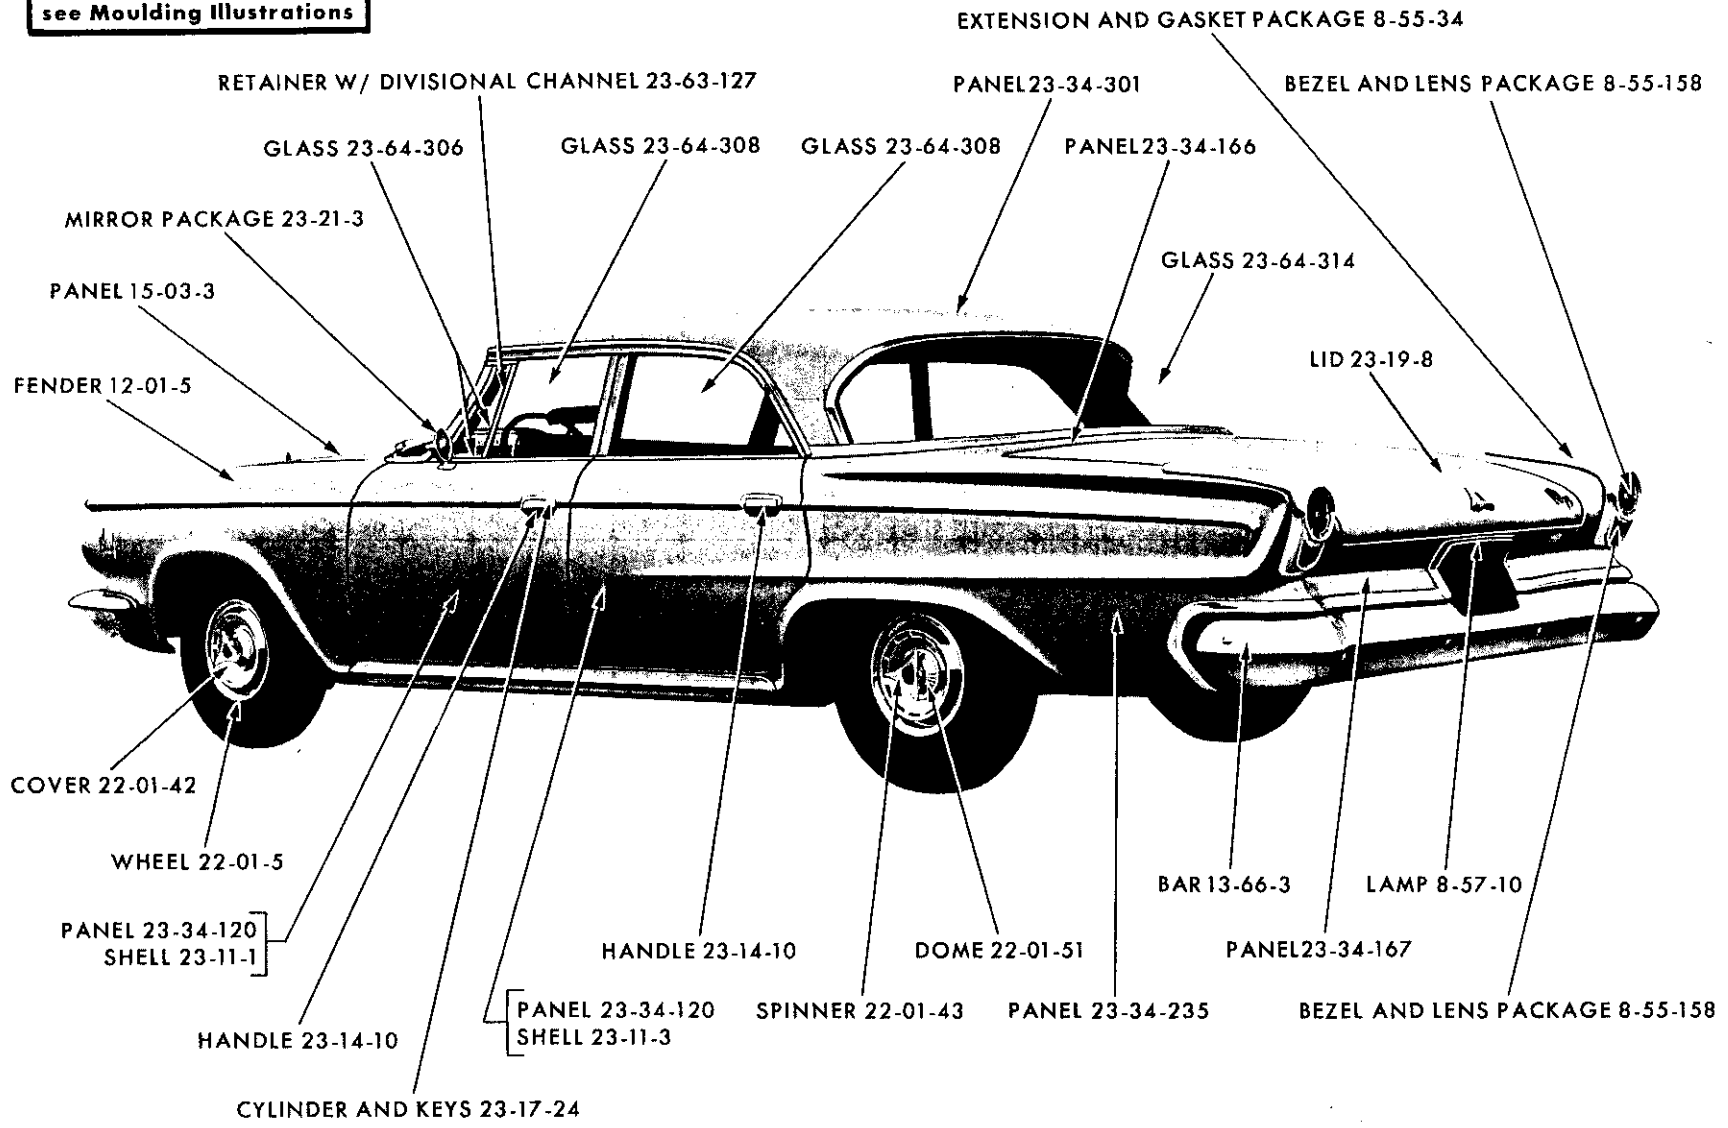 see Moulding Illustrations
EXTENSION AND GASKET PACKAGE 8-55-34
RETAINER W/ DIVISIONAL CHANNEL 23-63-127
PANEL 23-34-301
BEZEL AND LENS PACKAGE 8-55-158
GLASS 23-64-306
GLASS 23-64-308
GLASS 23-64-308
PANEL 23-34-166
MIRROR PACKAGE 23-21-3
GLASS 23-64-314
PANEL 15-03-3
LID 23-19-8
FENDER 12-01-5
COVER 22-01-42
WHEEL 22-01-5
BAR 13-66-3
LAMP 8-57-10
PANEL 23-34-120
SHELL 23-11-1
HANDLE 23-14-10
DOME 22-01-51
PANEL 23-34-167
PANEL 23-34-120
SHELL 23-11-3
SPINNER 22-01-43
PANEL 23-34-235
BEZEL AND LENS PACKAGE 8-55-158
HANDLE 23-14-10
CYLINDER AND KEYS 23-17-24